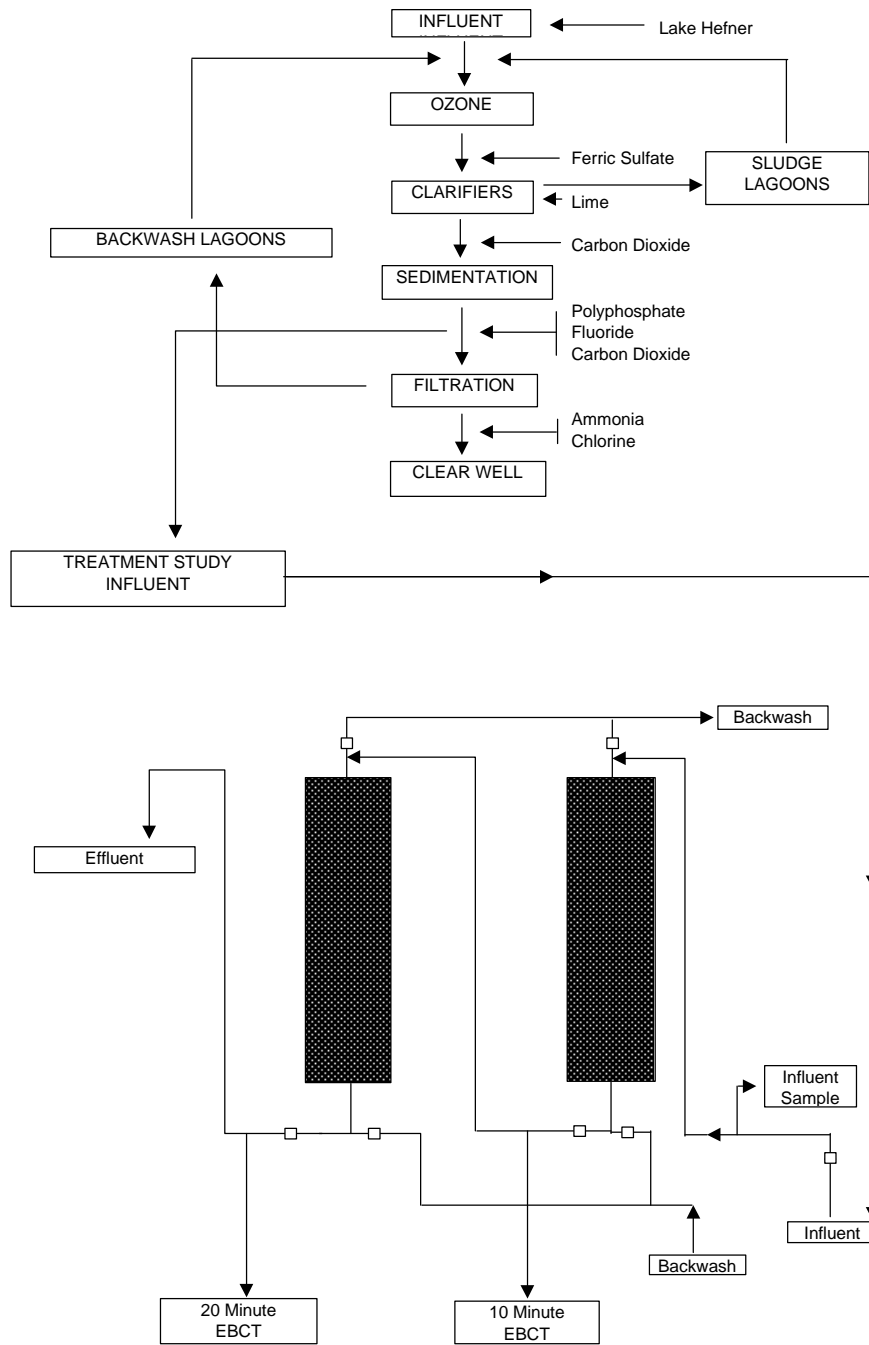 INFLUENT
Lake Hefner
OZONE
Ferric Sulfate
SLUDGE
LAGOONS
CLARIFIERS
Lime
BACKWASH LAGOONS
Carbon Dioxide
SEDIMENTATION
Polyphosphate
Fluoride
Carbon Dioxide
FILTRATION
Ammonia
Chlorine
CLEAR WELL
TREATMENT STUDY
INFLUENT
Backwash
Effluent
Influent
Sample
Influent
Backwash
20 Minute
EBCT
10 Minute
EBCT